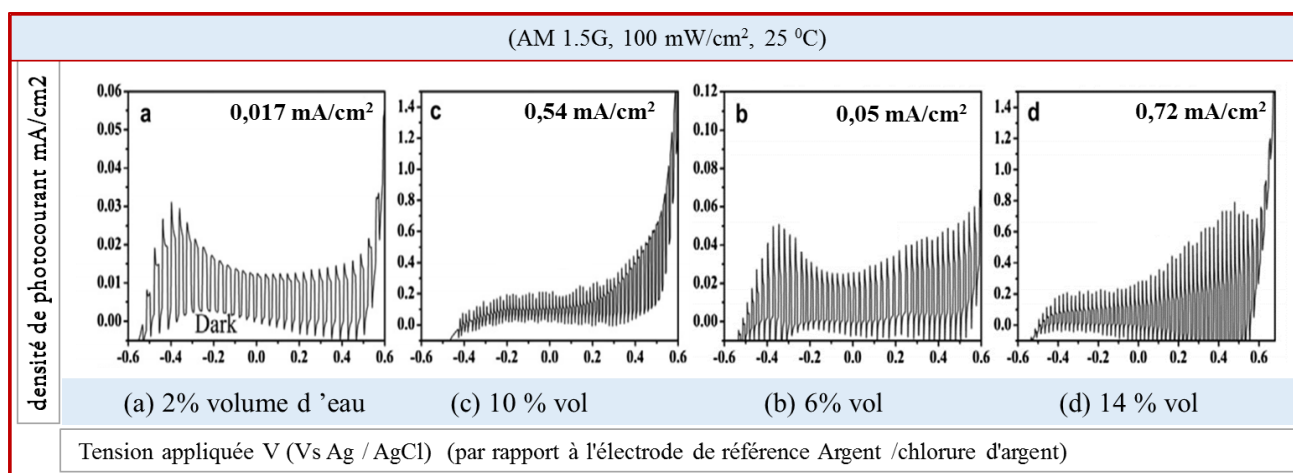 (AM 1.5G, 100 mW/cm², 25 ⁰C)
densité de photocourant mA/cm2
0.06
0.05
0.04
0.03
0.02
0.01
0.00
a
0,017 mA/cm²
Dark
-0.6 -0.4 -0.2 0.0 0.2 0.4 0.6
1.4
1.2
1.0
0.8
0.6
0.4
0.2
0.0
c
0,54 mA/cm²
-0.6 -0.4 -0.2 0.0 0.2 0.4 0.6
0.12
0.10
0.08
0.06
0.04
0.02
0.00
b
0,05 mA/cm²
-0.6 -0.4 -0.2 0.0 0.2 0.4 0.6
1.4
1.2
1.0
0.8
0.6
0.4
0.2
0.0
d
0,72 mA/cm²
-0.6 -0.4 -0.2 0.0 0.2 0.4 0.6
(a) 2% volume d ’eau
(c) 10 % vol
(b) 6% vol
(d) 14 % vol
Tension appliquée V (Vs Ag / AgCl) (par rapport à l'électrode de référence Argent /chlorure d'argent)